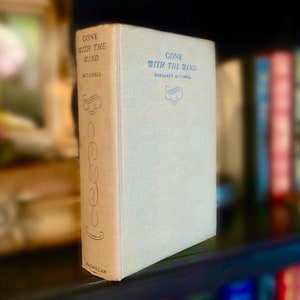 GONE
WITH THE
WIND
MITCHELL
MACMILLAN
GONE
WITH THE WIND
MARGARET MITCHELL